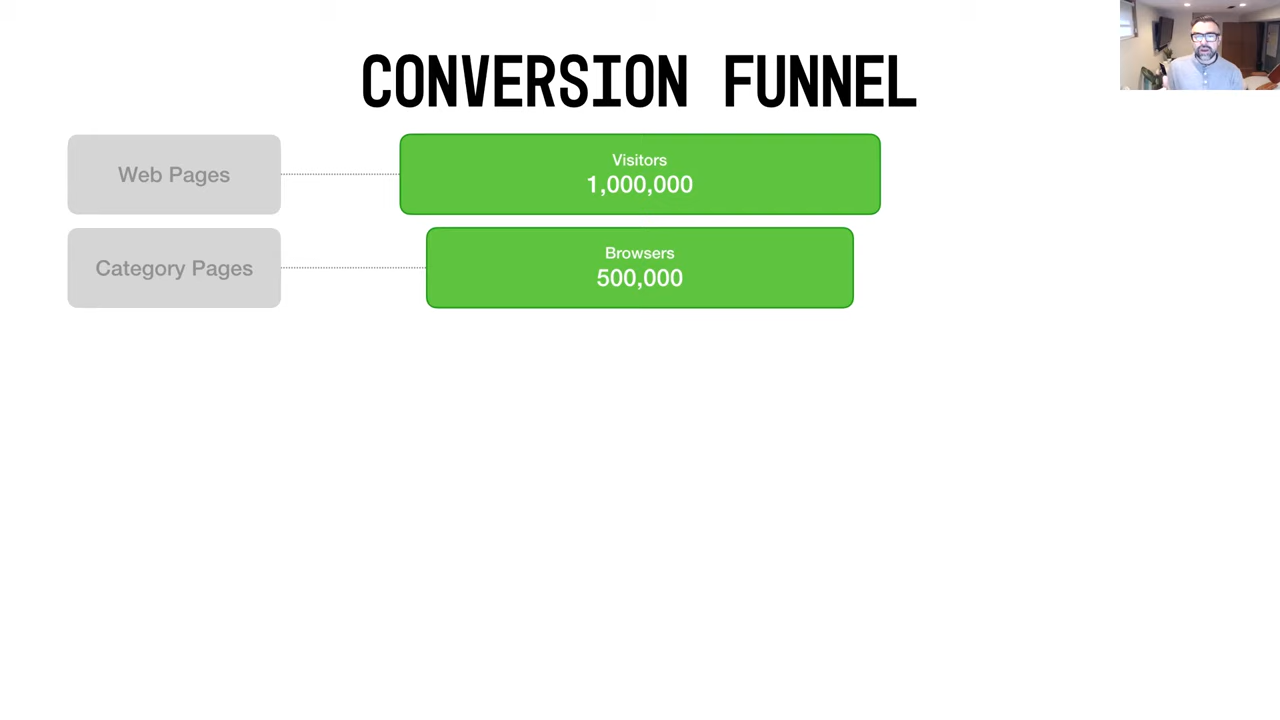 CONVERSION FUNNEL
Web Pages
Visitors
1,000,000
Category Pages
Browsers
500,000